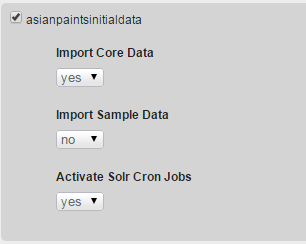 asianpaintsinitialdata
Import Core Data
yes
Import Sample Data
no
Activate Solr Cron Jobs
yes